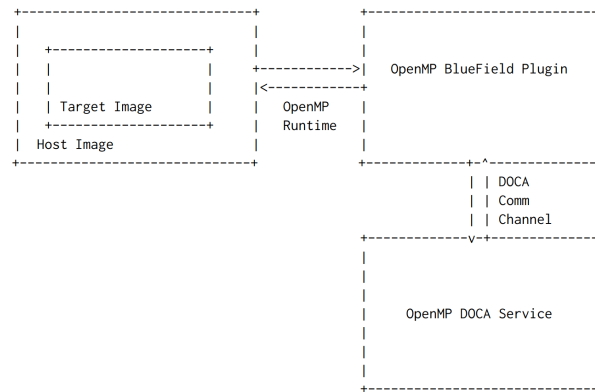 OpenMP BlueField Plugin
Target Image
OpenMP
Runtime
Host Image
DOCA
Comm
Channel
OpenMP DOCA Service